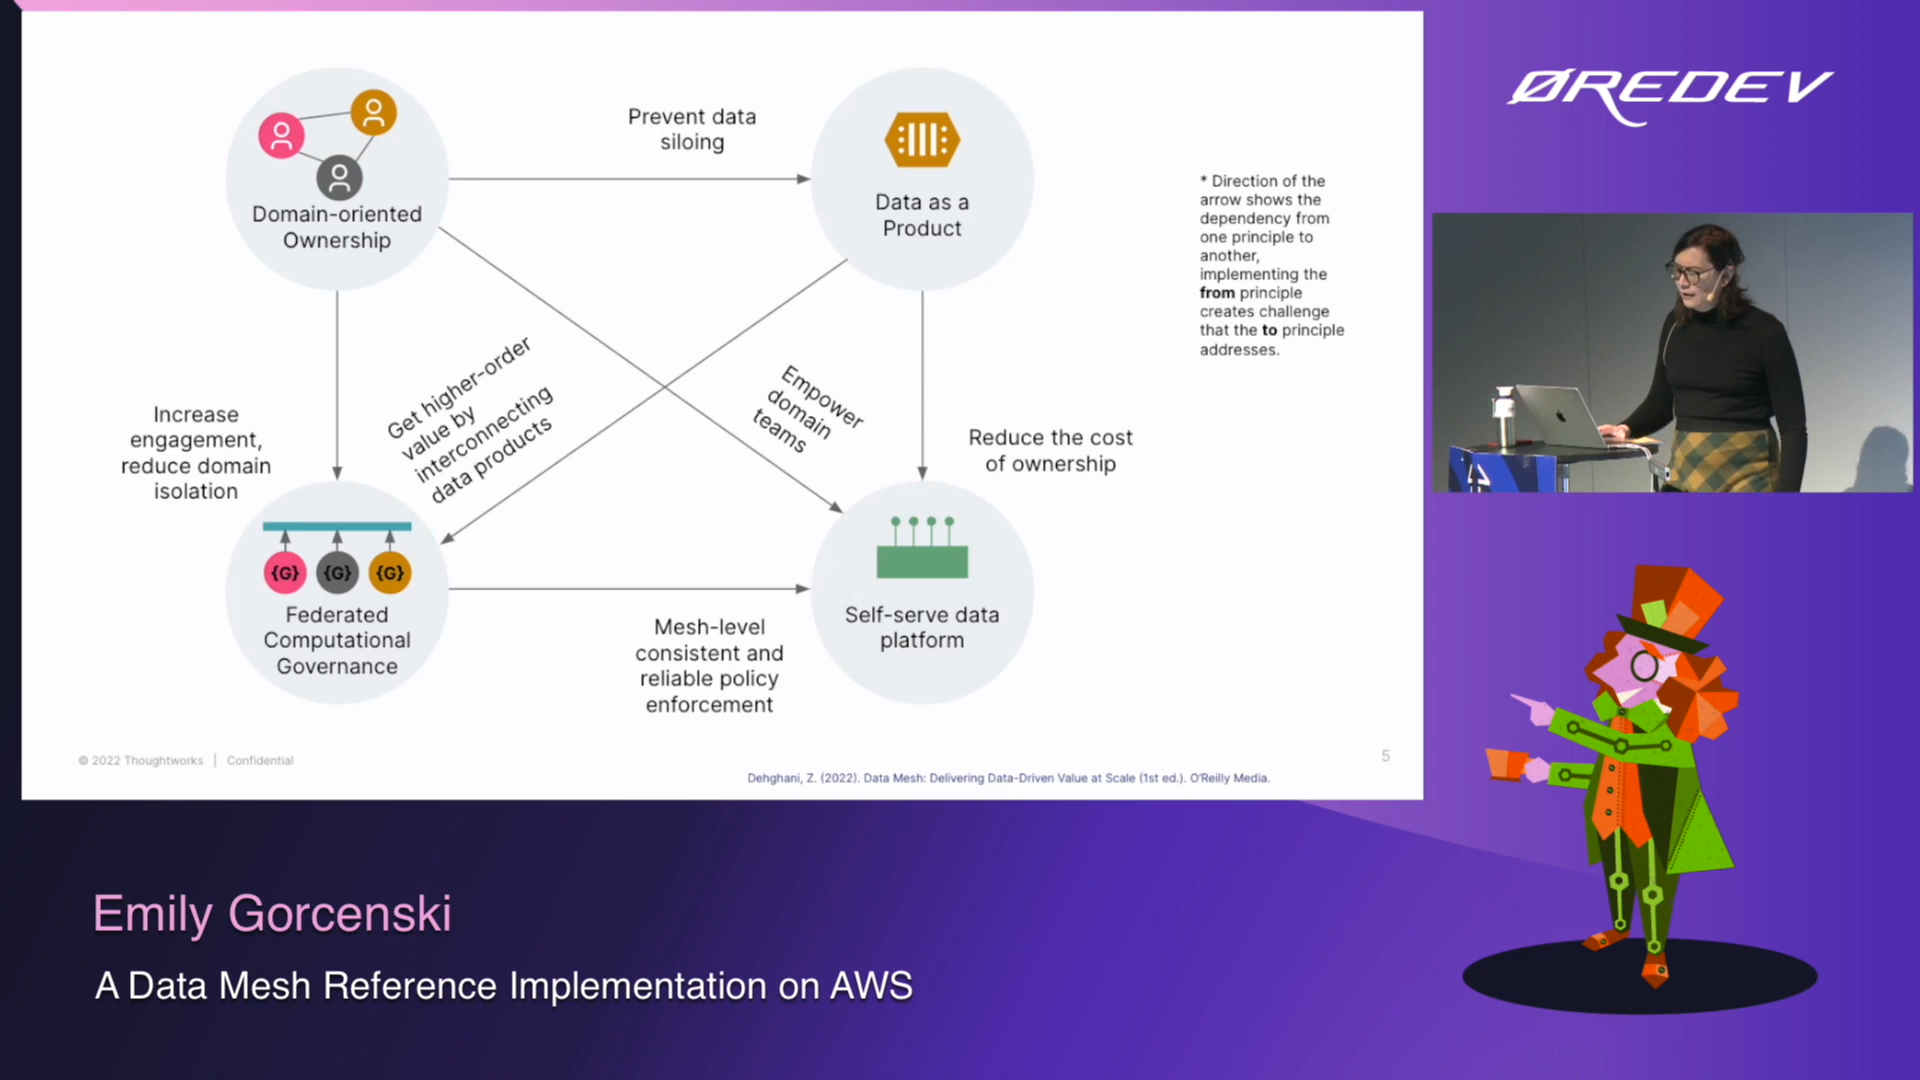 ØREDEV
Prevent data
siloing
Domain-oriented
Ownership
Data as a
Product
* Direction of the
arrow shows the
dependency from
one principle to
another,
implementing the
from principle
creates challenge
that the to principle
addresses.
Increase
engagement,
reduce domain
isolation
Get higher-order
value by
interconnecting
data products
Empower
domain
teams
Reduce the cost
of ownership
{G} {G} {G}
Federated
Computational
Governance
Mesh-level
consistent and
reliable policy
enforcement
Self-serve data
platform
© 2022 Thoughtworks | Confidential
5
Dehghani, Z. (2022). Data Mesh: Delivering Data-Driven Value at Scale (1st ed.). O'Reilly Media.
Emily Gorcenski
A Data Mesh Reference Implementation on AWS